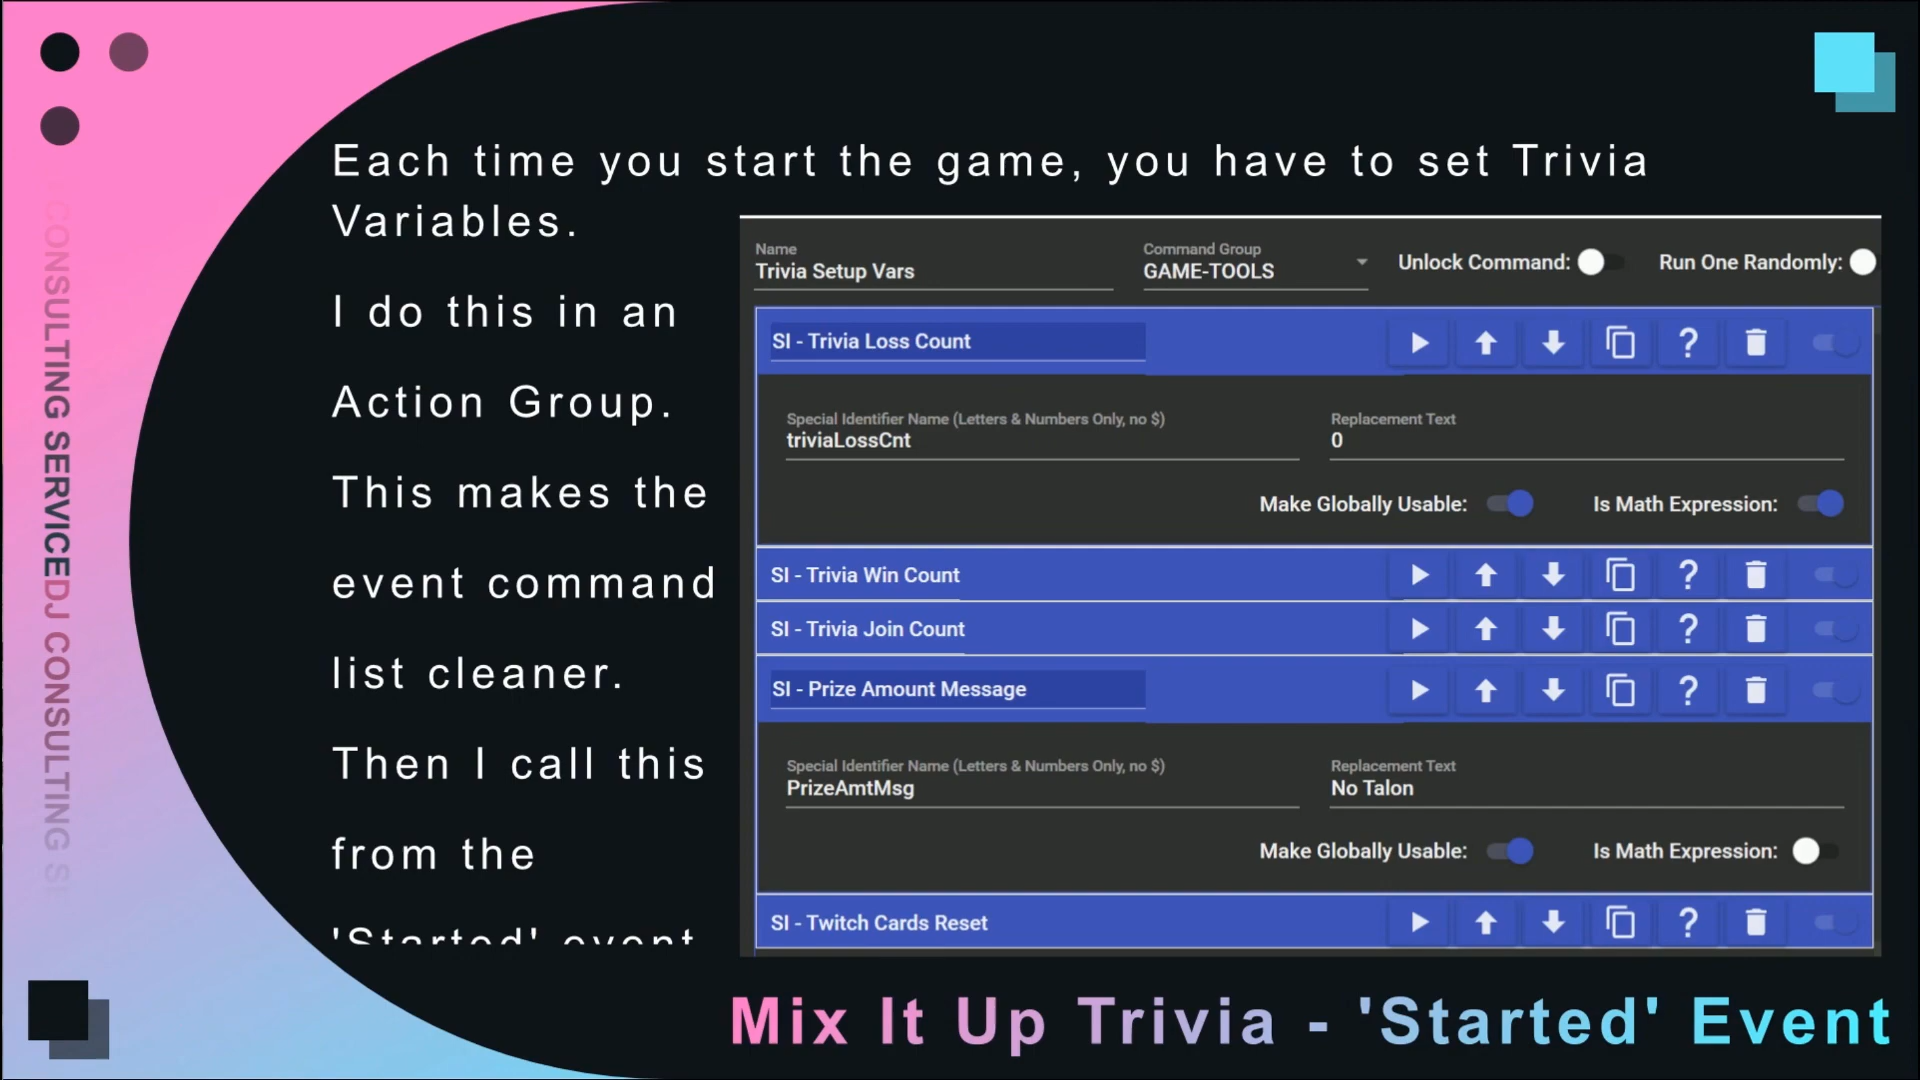 Each time you start the game, you have to set Trivia
Variables.
I do this in an
Action Group.
This makes the
event command
list cleaner.
Then I call this
from the
'Started' event
Name
Trivia Setup Vars
Command Group
GAME-TOOLS
Unlock Command:
Run One Randomly:
SI - Trivia Loss Count
Special Identifier Name (Letters & Numbers Only, no $)
triviaLossCnt
Replacement Text
0
Make Globally Usable:
Is Math Expression:
SI - Trivia Win Count
SI - Trivia Join Count
SI - Prize Amount Message
Special Identifier Name (Letters & Numbers Only, no $)
PrizeAmtMsg
Replacement Text
No Talon
Make Globally Usable:
Is Math Expression:
SI - Twitch Cards Reset
Mix It Up Trivia - 'Started' Event
CONSULTING SERVICEDJ CONSULTING